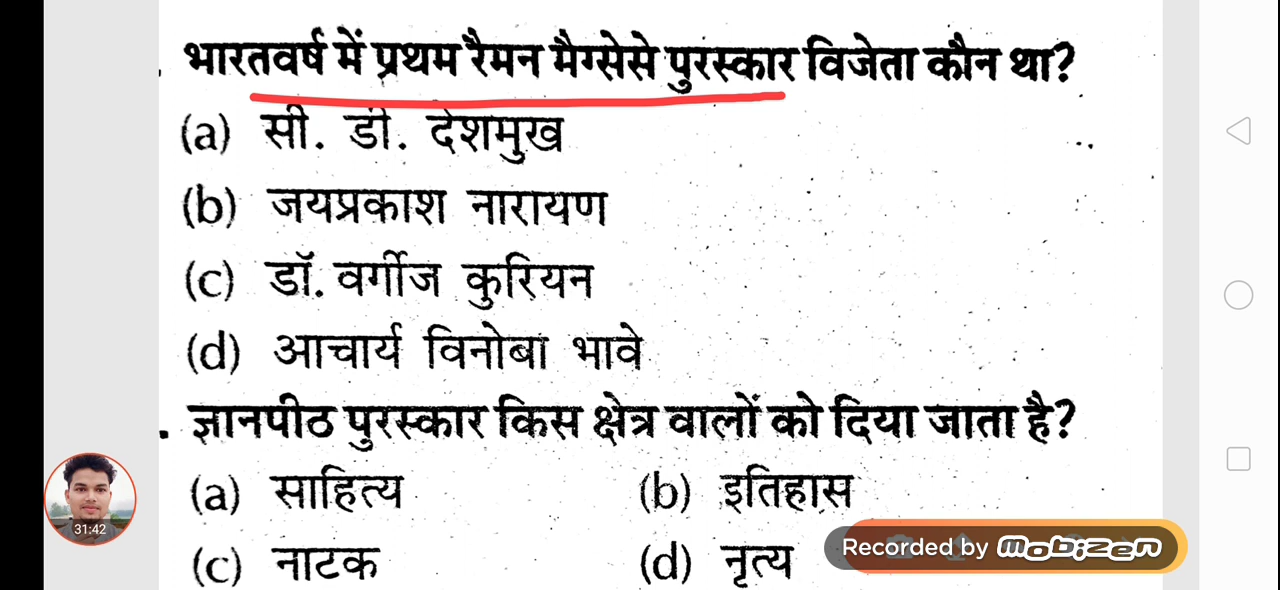 . भारतवर्ष में प्रथम रैमन मैग्सेसे पुरस्कार विजेता कौन था?
(a) सी. डी. देशमुख
(b) जयप्रकाश नारायण
(c) डॉ. वर्गीज कुरियन
(d) आचार्य विनोबा भावे
. ज्ञानपीठ पुरस्कार किस क्षेत्र वालों को दिया जाता है?
(a) साहित्य (b) इतिहास
31:42
Recorded by mobizen
(c) नाटक (d) नृत्य